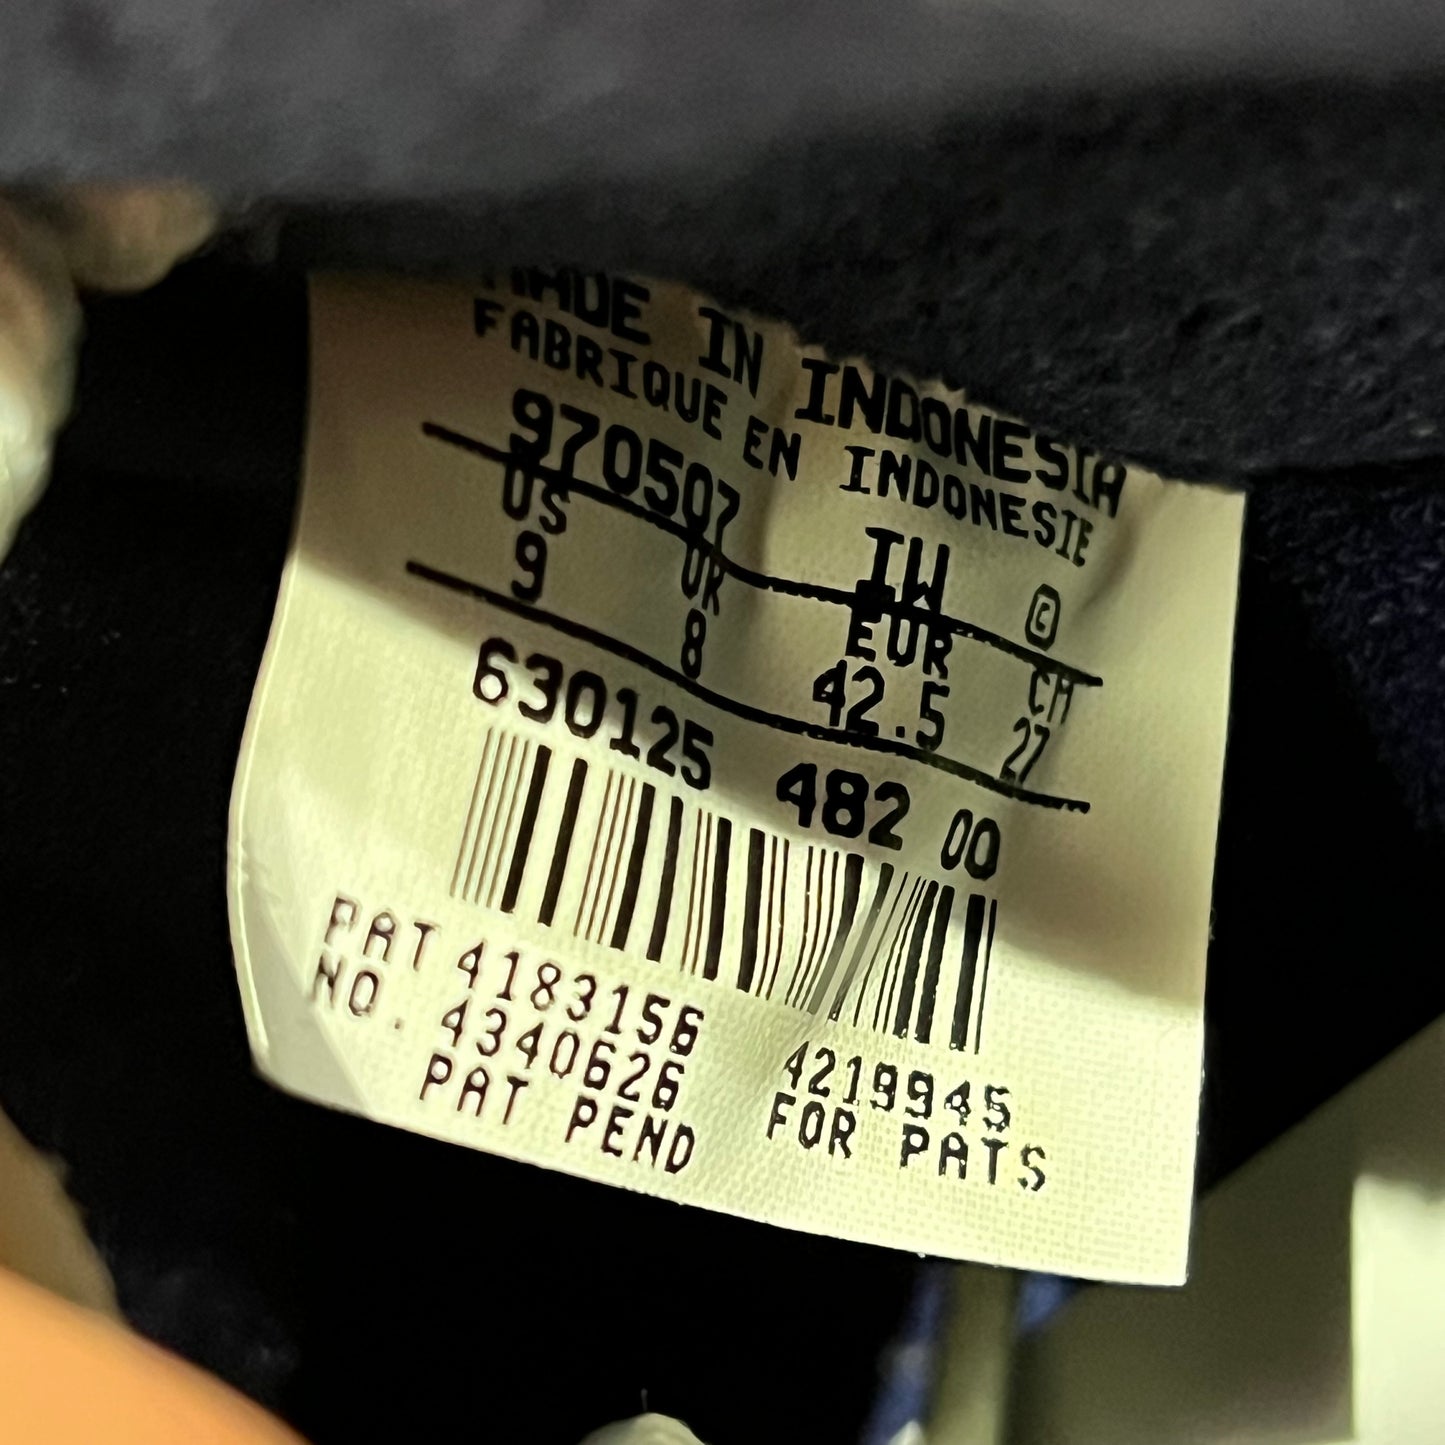 MADE IN INDONESIA
FABRIQUE EN INDONESIE
970507 IW ©
US UK EUR CM
9 8 42.5 27
630125 482 00
PAT 4183156 4219945
NO. 4340626 FOR PATS
PAT PEND